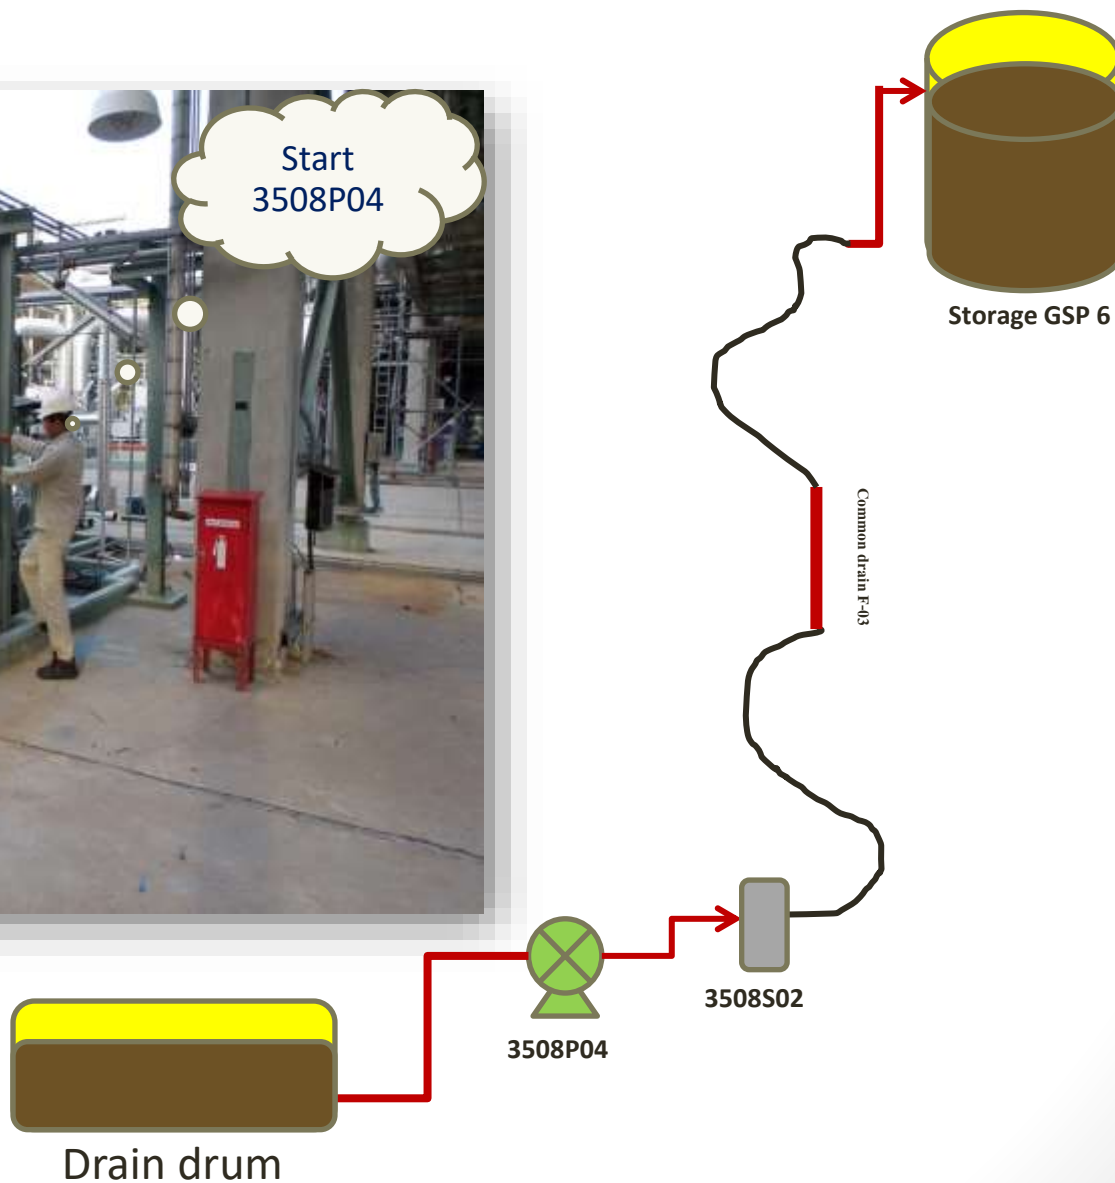 Start
3508P04
Storage GSP 6
Common drain F-03
3508S02
3508P04
Drain drum